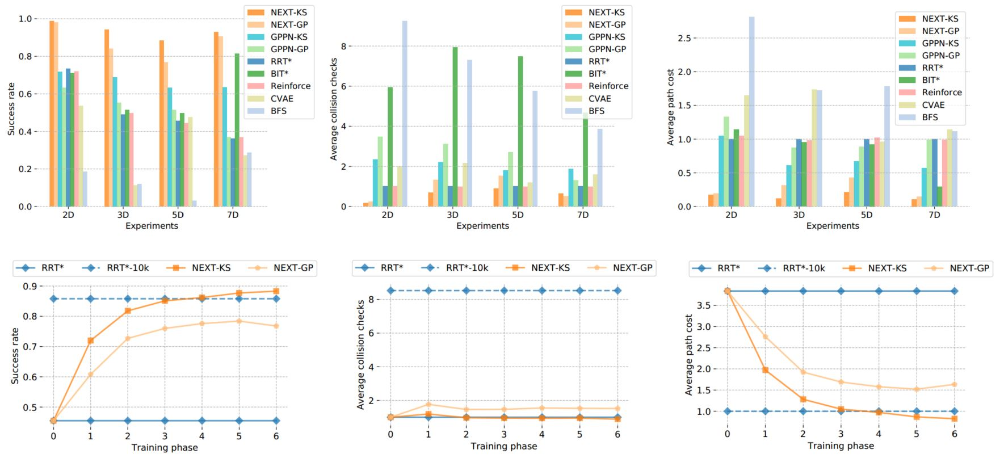 1.0
0.8
0.6
0.4
0.2
0.0
Success rate
2D 3D 5D 7D
Experiments
NEXT-KS
NEXT-GP
GPPN-KS
GPPN-GP
RRT*
BIT*
Reinforce
CVAE
BFS
8
6
4
2
0
Average collision checks
2D 3D 5D 7D
Experiments
NEXT-KS
NEXT-GP
GPPN-KS
GPPN-GP
RRT*
BIT*
Reinforce
CVAE
BFS
2.5
2.0
1.5
1.0
0.5
0.0
Average path cost
2D 3D 5D 7D
Experiments
NEXT-KS
NEXT-GP
GPPN-KS
GPPN-GP
RRT*
BIT*
Reinforce
CVAE
BFS
RRT* RRT*-10k NEXT-KS NEXT-GP
0.9
0.8
0.7
0.6
0.5
Success rate
0 1 2 3 4 5 6
Training phase
RRT* RRT*-10k NEXT-KS NEXT-GP
8
6
4
2
Average collision checks
0 1 2 3 4 5 6
Training phase
RRT* RRT*-10k NEXT-KS NEXT-GP
3.5
3.0
2.5
2.0
1.5
1.0
Average path cost
0 1 2 3 4 5 6
Training phase